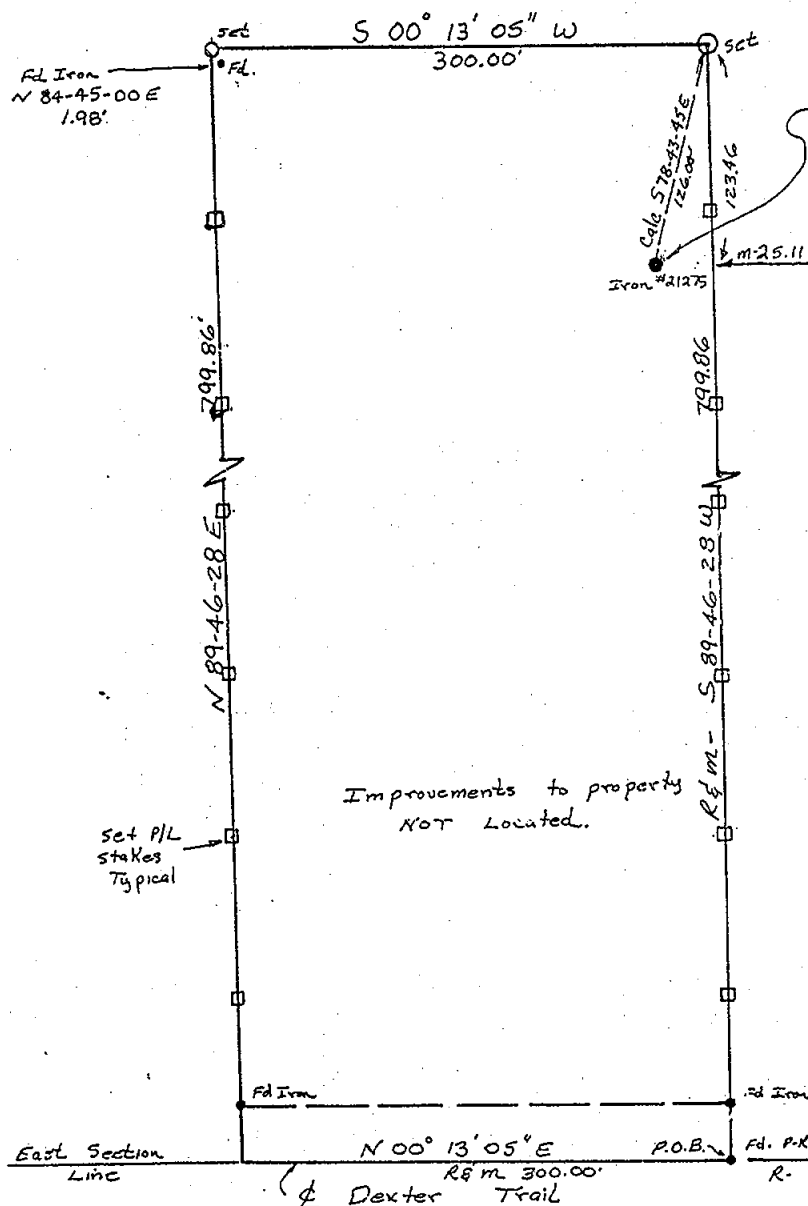 S 00° 13' 05" W
300.00'
set
set
Fd.
Fd Iron
N 84-45-00 E
1.98'
Calc S 78-43-45 E
126.00'
123.46
m-25.11
Iron #21275
799.86'
799.86
N 89-46-28 E
R & m - S 89-46-28 W
Improvements to property
NOT Located.
Set P/L
stakes
Typical
Fd Iron
Fd Iron
East Section
Line
N 00° 13' 05" E
R & m 300.00'
P.O.B.
Fd. P-K
R-
Dexter Trail